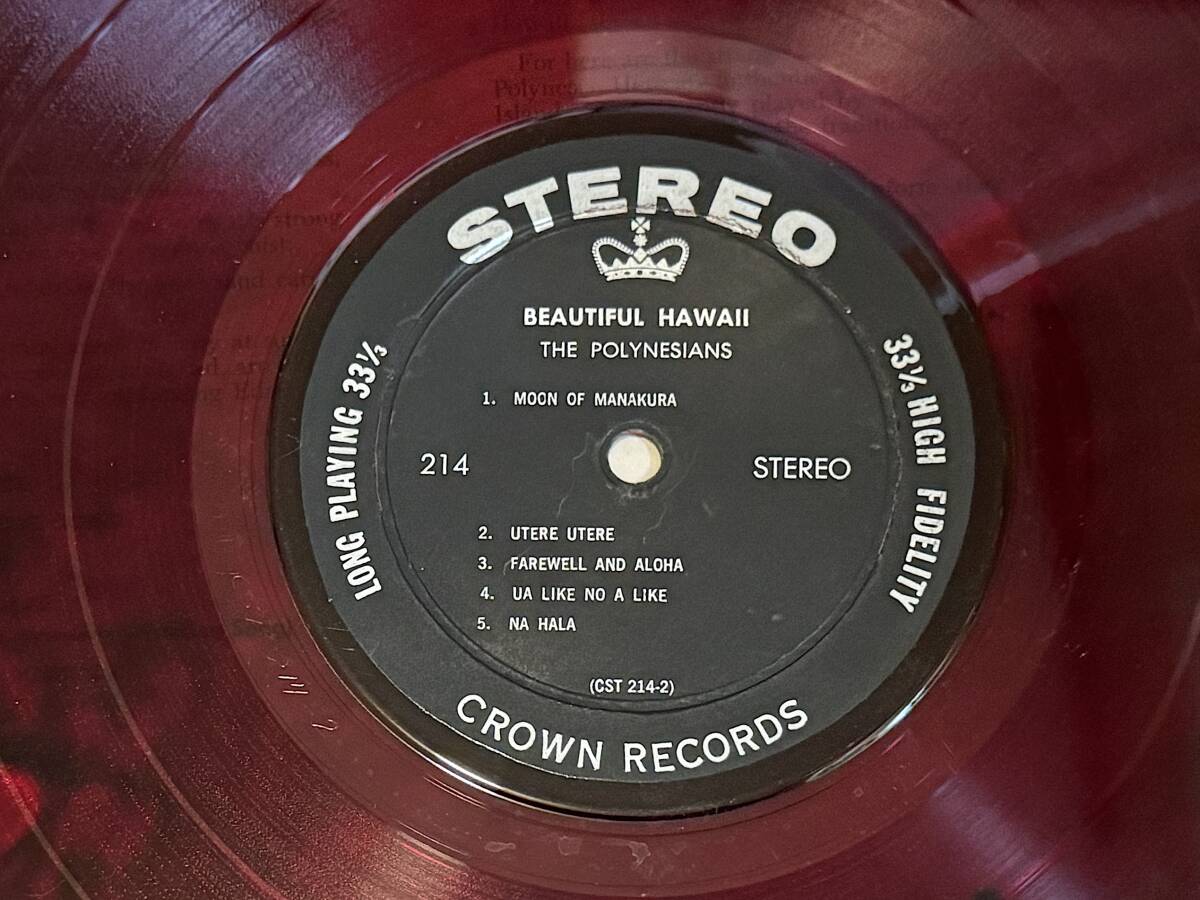 STEREO
BEAUTIFUL HAWAII
THE POLYNESIANS
1. MOON OF MANAKURA
214
STEREO
2. UTERE UTERE
3. FAREWELL AND ALOHA
4. UA LIKE NO A LIKE
5. NA HALA
(CST 214-2)
LONG PLAYING 33⅓
33⅓ HIGH FIDELITY
CROWN RECORDS
For
strong